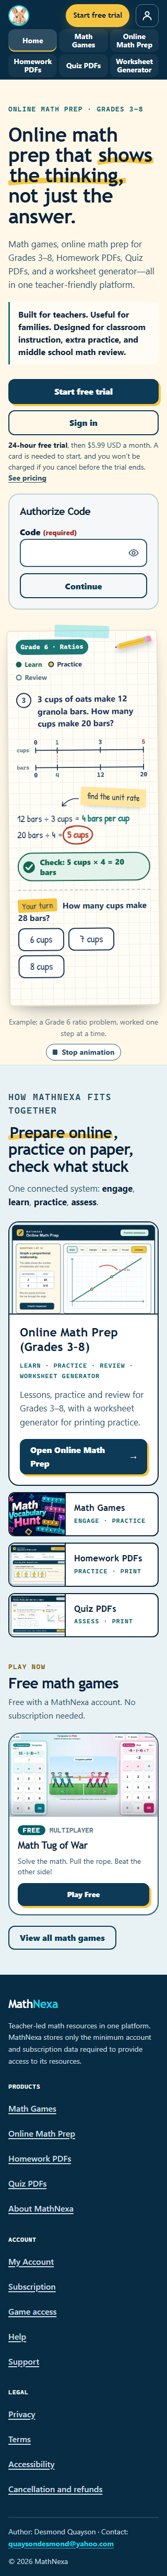 Start free trial
Home
Math Games
Online Math Prep
Homework PDFs
Quiz PDFs
Worksheet Generator
ONLINE MATH PREP · GRADES 3–8
Online math
prep that shows
the thinking,
not just the
answer.
Math games, online math prep for
Grades 3–8, Homework PDFs, Quiz
PDFs, and a worksheet generator—all
in one teacher-friendly platform.
Built for teachers. Useful for
families. Designed for classroom
instruction, extra practice, and
middle school math review.
Start free trial
Sign in
24-hour free trial, then $5.99 USD a month. A
card is needed to start, and you won't be
charged if you cancel before the trial ends.
See pricing
Authorize Code
Code (required)
Continue
Grade 6 · Ratios
Learn
Practice
Review
3
3 cups of oats make 12
granola bars. How many
cups make 20 bars?
0 1 3 5
cups
bars
0 4 12 20
find the unit rate
12 bars ÷ 3 cups = 4 bars per cup
20 bars ÷ 4 = 5 cups
Check: 5 cups × 4 = 20
bars
Your turn How many cups make
28 bars?
6 cups
7 cups
8 cups
Example: a Grade 6 ratio problem, worked one
step at a time.
Stop animation
HOW MATHNEXA FITS
TOGETHER
Prepare online,
practice on paper,
check what stuck
One connected system: engage,
learn, practice, assess.
Online Math Prep
(Grades 3-8)
LEARN · PRACTICE · REVIEW ·
WORKSHEET GENERATOR
Lessons, practice and review for
Grades 3–8, with a worksheet
generator for printing practice.
Open Online Math
Prep →
Math Vocabulary Hunt
Math Games
ENGAGE · PRACTICE
Homework PDFs
PRACTICE · PRINT
Quiz PDFs
ASSESS · PRINT
PLAY NOW
Free math games
Free with a MathNexa account. No
subscription needed.
FREE MULTIPLAYER
Math Tug of War
Solve the math. Pull the rope. Beat the
other side!
Play Free
View all math games
MathNexa
Teacher-led math resources in one platform.
MathNexa stores only the minimum account
and subscription data required to provide
access to its resources.
PRODUCTS
Math Games
Online Math Prep
Homework PDFs
Quiz PDFs
About MathNexa
ACCOUNT
My Account
Subscription
Game access
Help
Support
LEGAL
Privacy
Terms
Accessibility
Cancellation and refunds
Author: Desmond Quayson · Contact:
quaysondesmond@yahoo.com
© 2026 MathNexa